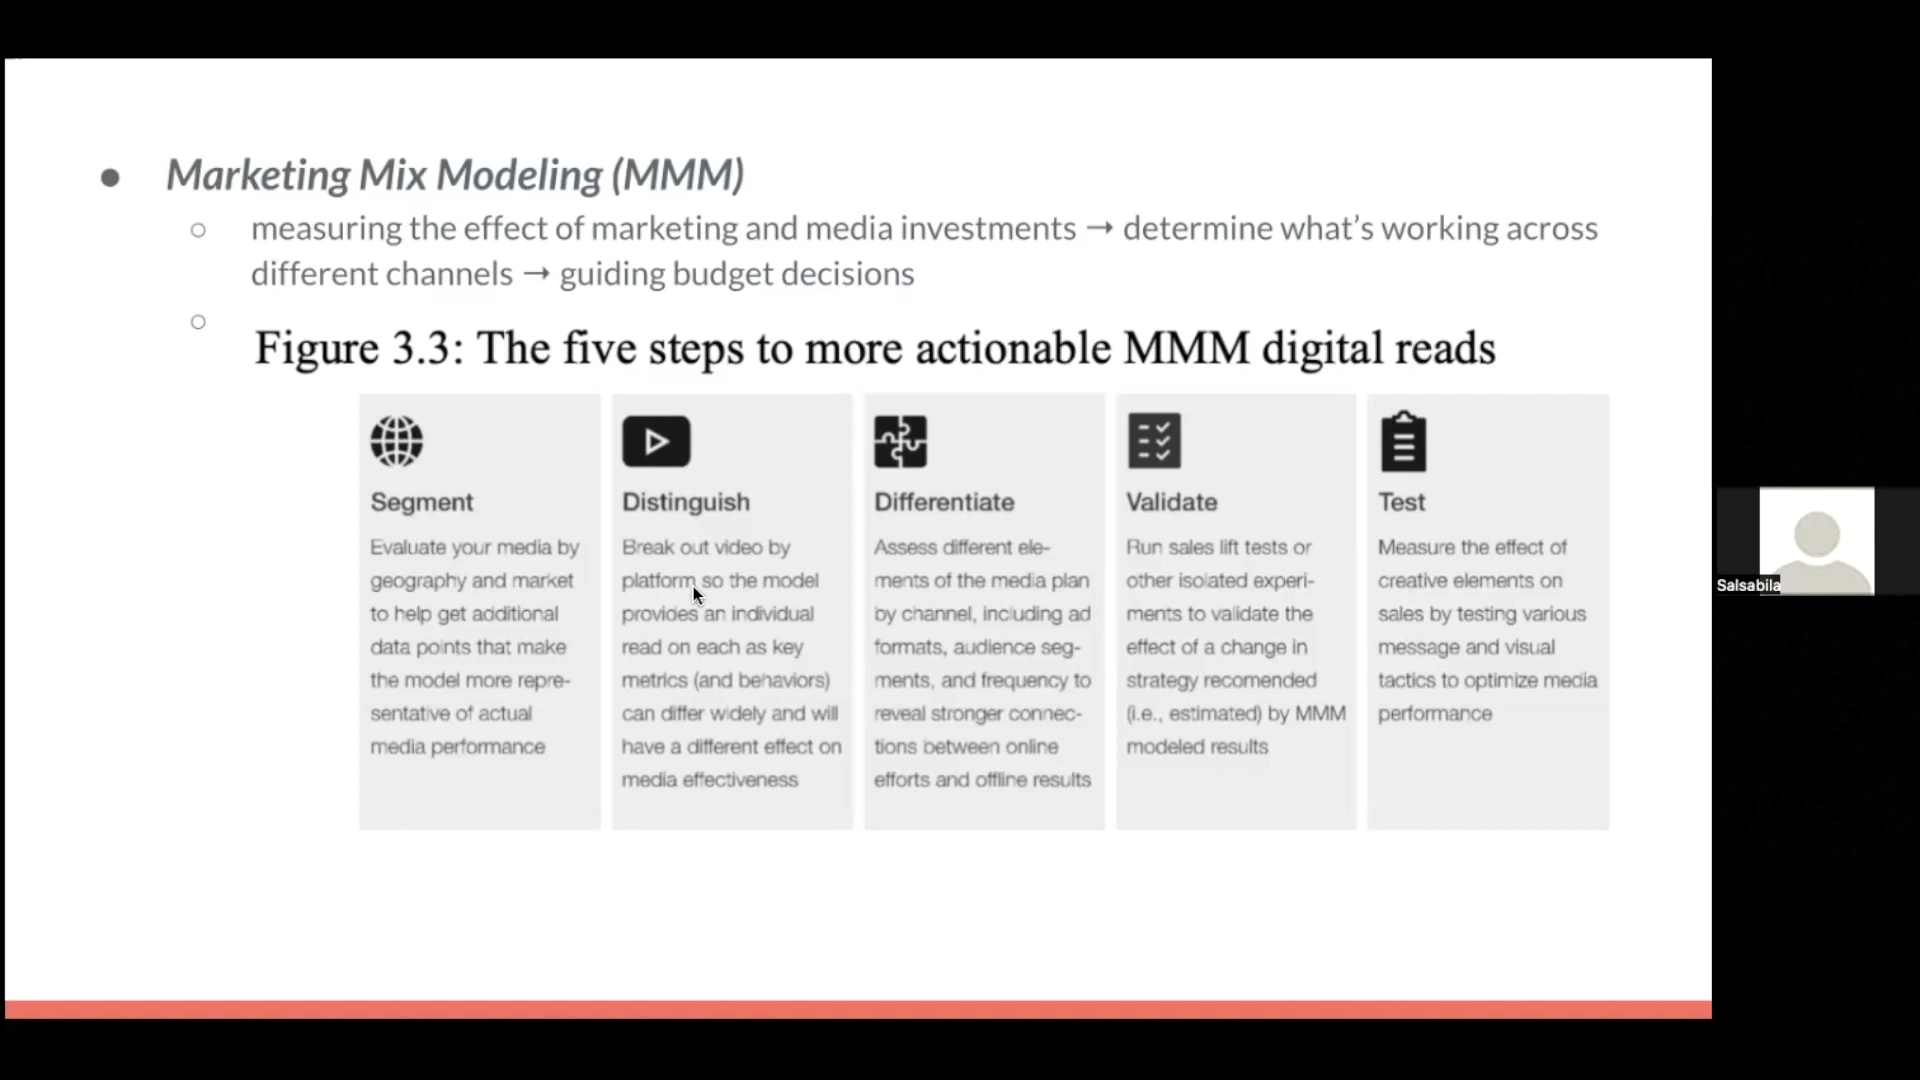 Marketing Mix Modeling (MMM)
measuring the effect of marketing and media investments → determine what's working across
different channels → guiding budget decisions
Figure 3.3: The five steps to more actionable MMM digital reads
Segment
Evaluate your media by
geography and market
to help get additional
data points that make
the model more repre-
sentative of actual
media performance
Distinguish
Break out video by
platform so the model
provides an individual
read on each as key
metrics (and behaviors)
can differ widely and will
have a different effect on
media effectiveness
Differentiate
Assess different ele-
ments of the media plan
by channel, including ad
formats, audience seg-
ments, and frequency to
reveal stronger connec-
tions between online
efforts and offline results
Validate
Run sales lift tests or
other isolated experi-
ments to validate the
effect of a change in
strategy recomended
(i.e., estimated) by MMM
modeled results
Test
Measure the effect of
creative elements on
sales by testing various
message and visual
tactics to optimize media
performance
Salsabila